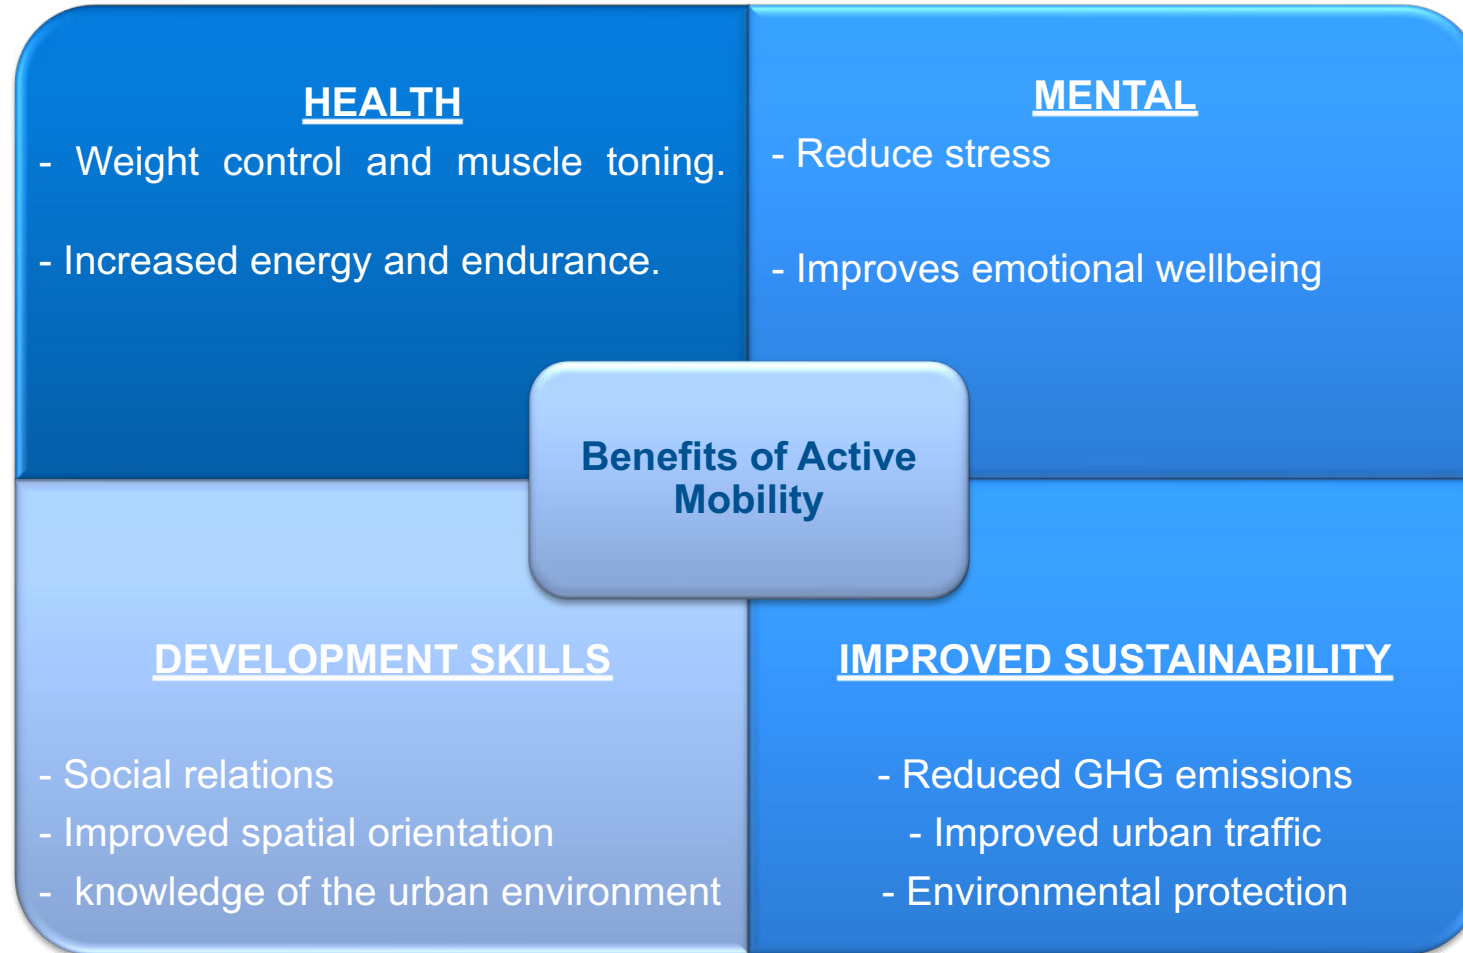 HEALTH
- Weight control and muscle toning.
- Increased energy and endurance.
MENTAL
- Reduce stress
- Improves emotional wellbeing
Benefits of Active
Mobility
DEVELOPMENT SKILLS
- Social relations
- Improved spatial orientation
- knowledge of the urban environment
IMPROVED SUSTAINABILITY
- Reduced GHG emissions
- Improved urban traffic
- Environmental protection